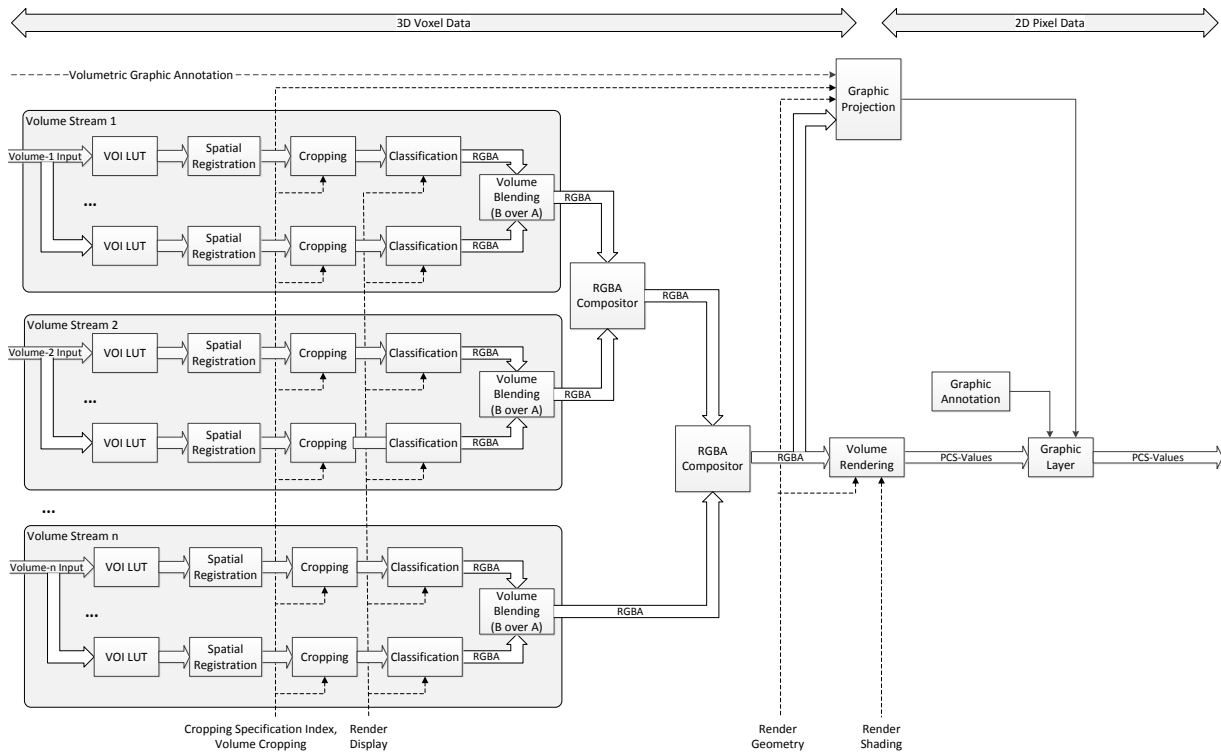 3D Voxel Data
2D Pixel Data
Volumetric Graphic Annotation
Graphic
Projection
Volume Stream 1
Volume-1 Input
VOI LUT
Spatial
Registration
Cropping
Classification
RGBA
...
Volume
Blending
(B over A)
RGBA
VOI LUT
Spatial
Registration
Cropping
Classification
RGBA
RGBA
Compositor
RGBA
Volume Stream 2
Volume-2 Input
VOI LUT
Spatial
Registration
Cropping
Classification
RGBA
...
Volume
Blending
(B over A)
RGBA
VOI LUT
Spatial
Registration
Cropping
Classification
RGBA
Graphic
Annotation
RGBA
Compositor
RGBA
Volume
Rendering
PCS-Values
Graphic
Layer
PCS-Values
...
Volume Stream n
Volume-n Input
VOI LUT
Spatial
Registration
Cropping
Classification
RGBA
...
Volume
Blending
(B over A)
RGBA
VOI LUT
Spatial
Registration
Cropping
Classification
RGBA
Cropping Specification Index,
Volume Cropping
Render
Display
Render
Geometry
Render
Shading